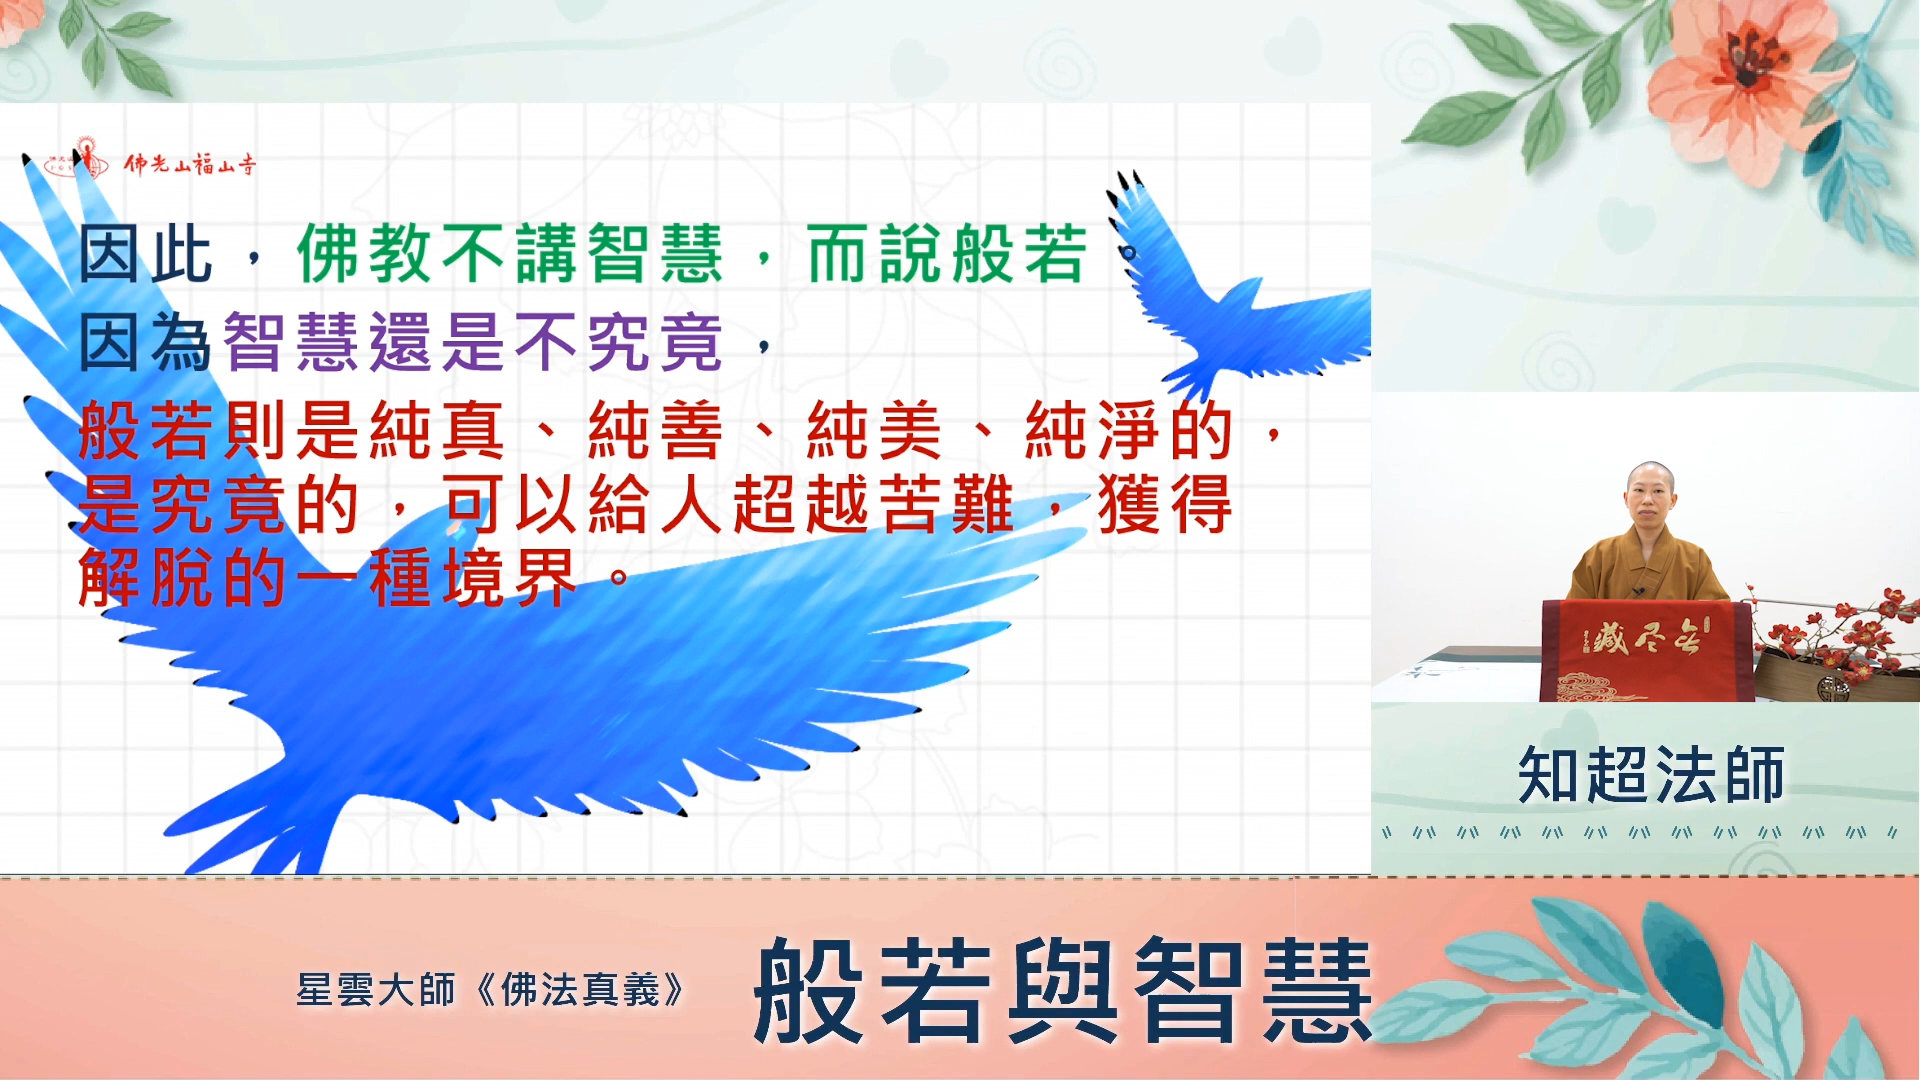 佛光山福山寺
因此，佛教不講智慧，而說般若。
因為智慧還是不究竟，
般若則是純真、純善、純美、純淨的，
是究竟的，可以給人超越苦難，獲得
解脫的一種境界。
藏尽無
知超法師
星雲大師《佛法真義》
般若與智慧